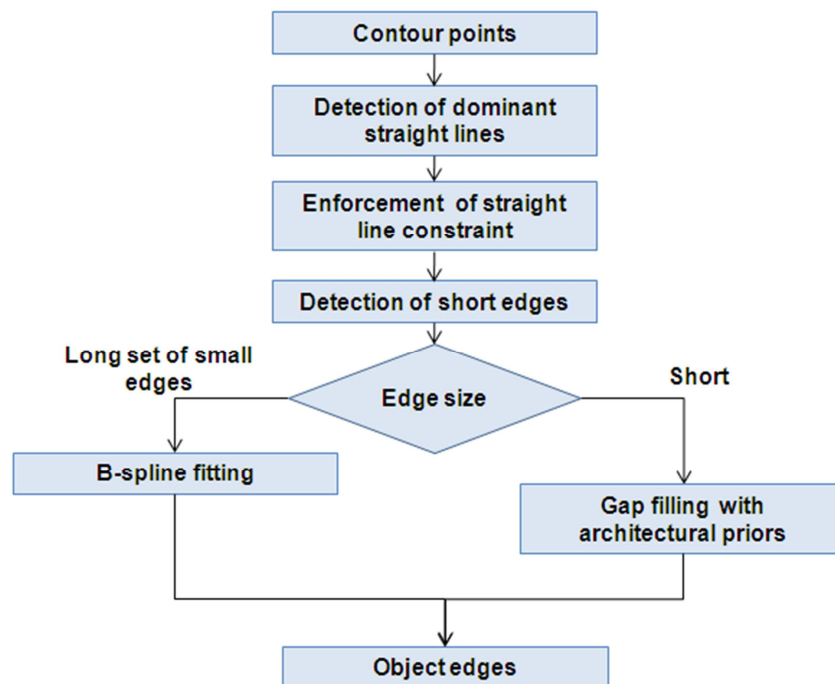 Contour points
Detection of dominant
straight lines
Enforcement of straight
line constraint
Detection of short edges
Long set of small
edges
Edge size
Short
B-spline fitting
Gap filling with
architectural priors
Object edges